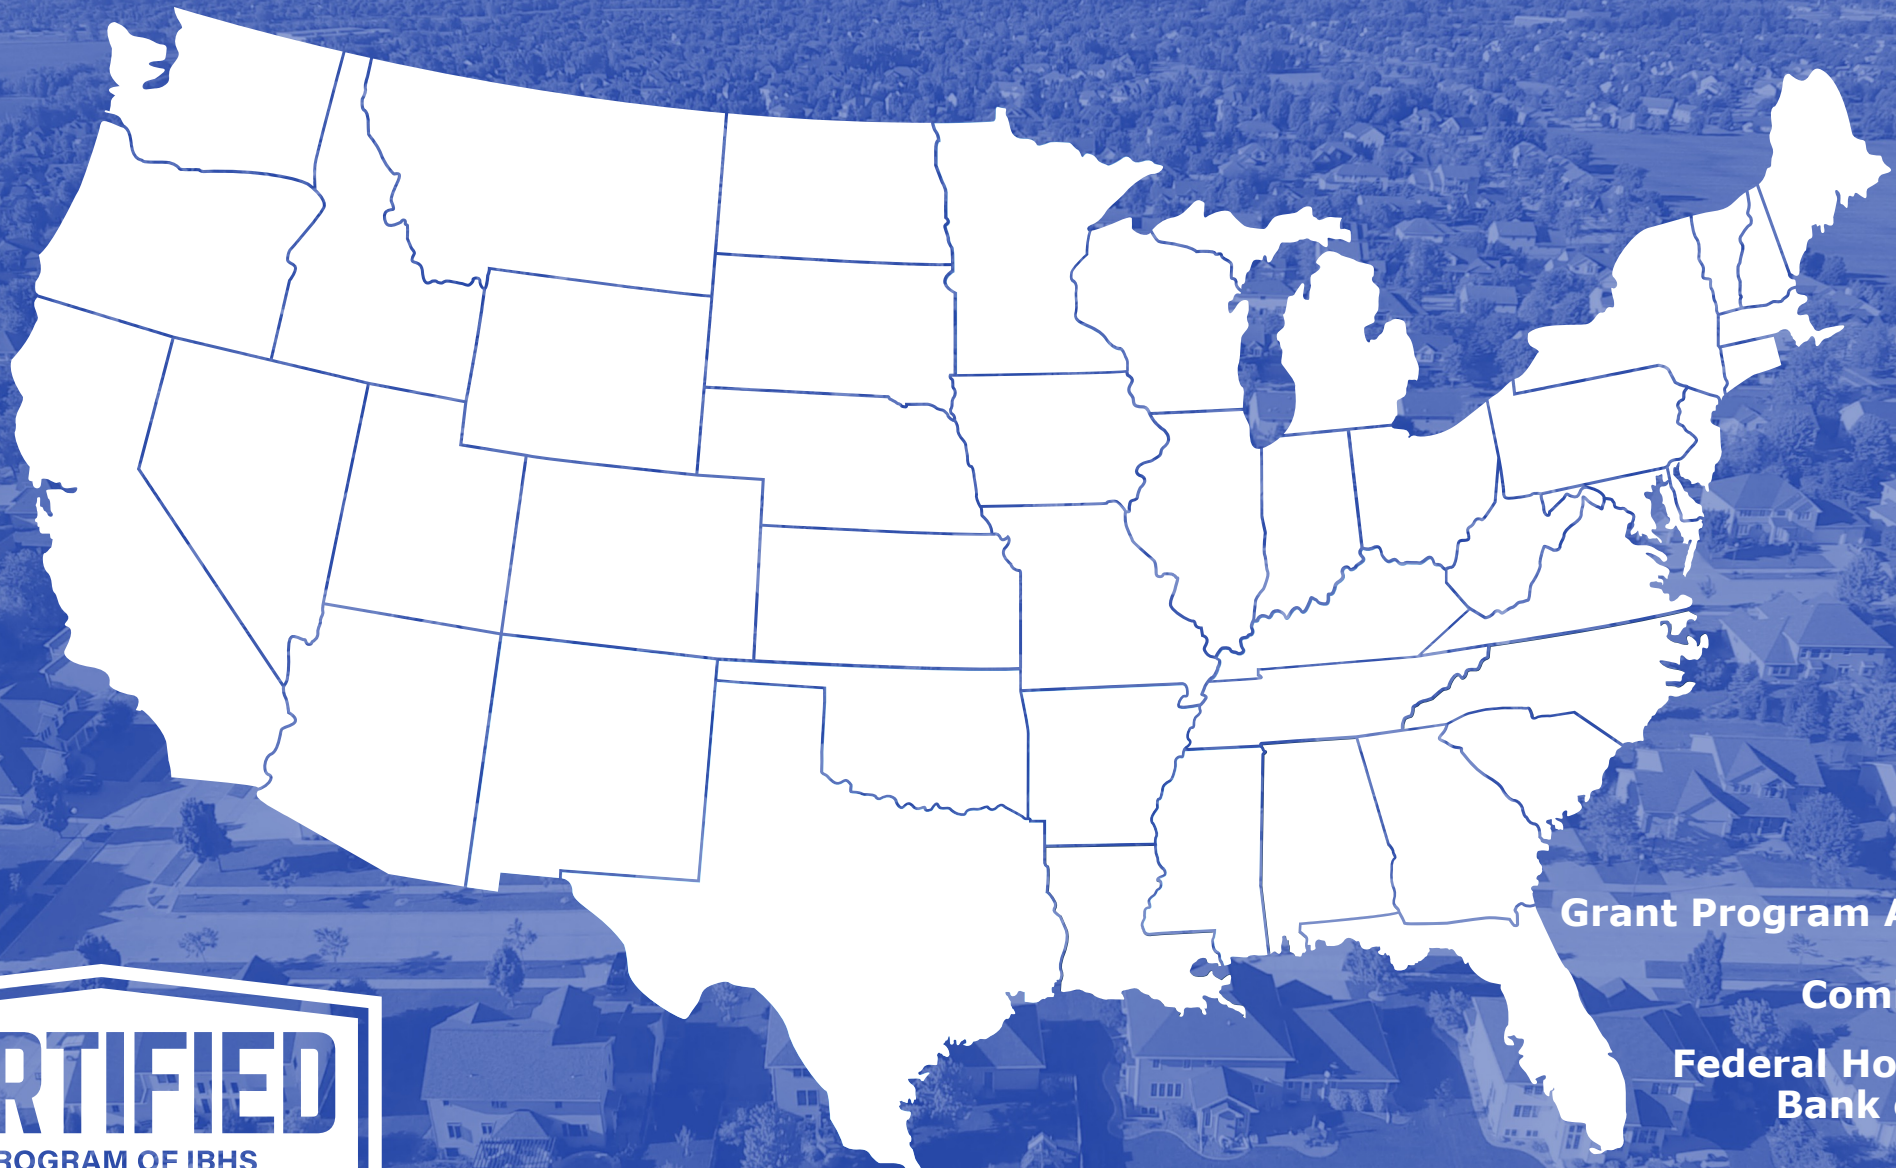 Grant Program
Com
Federal Ho
Bank
RTIFIED
ROGRAM OF IBHS